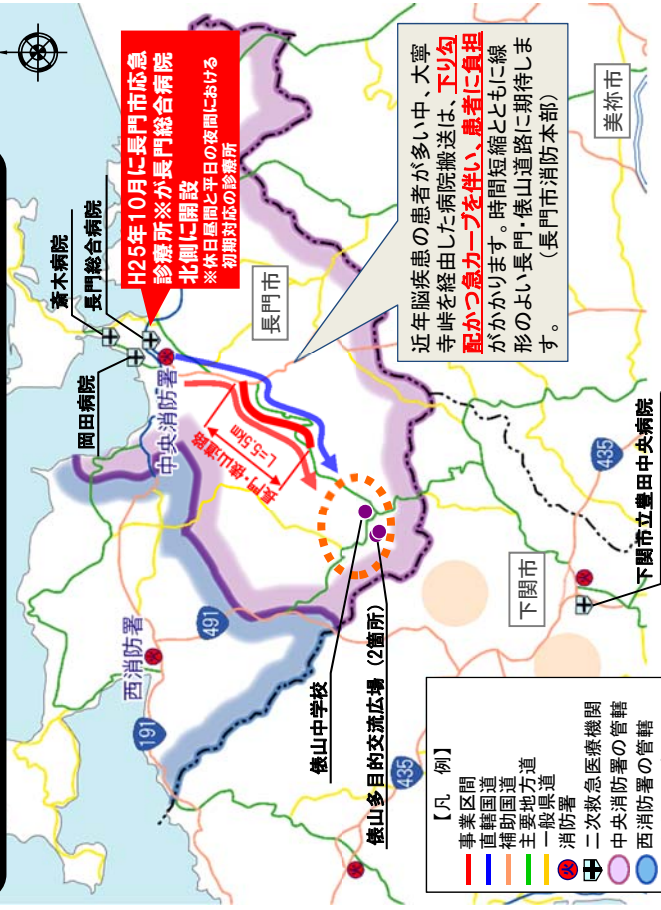 斎木病院
長門総合病院
岡田病院
H25年10月に長門市応急
診療所※が長門総合病院
北側に開設
※休日昼間と平日の夜間における
初期対応の診療所
中央消防署
長門市
長門・俵山道路
L=5.5km
近年脳疾患の患者が多い中、大寧
寺峠を経由した病院搬送は、下り勾
配かつ急カーブを伴い、患者に負担
がかかります。時間短縮とともに線
形のよい長門・俵山道路に期待しま
す。
（長門市消防本部）
美祢市
西消防署
191
491
俵山中学校
俵山多目的交流広場（2箇所）
435
435
下関市
下関市立豊田中央病院
【凡　例】
事業区間
直轄国道
補助国道
主要地方道
一般県道
消防署
二次救急医療機関
中央消防署の管轄
西消防署の管轄